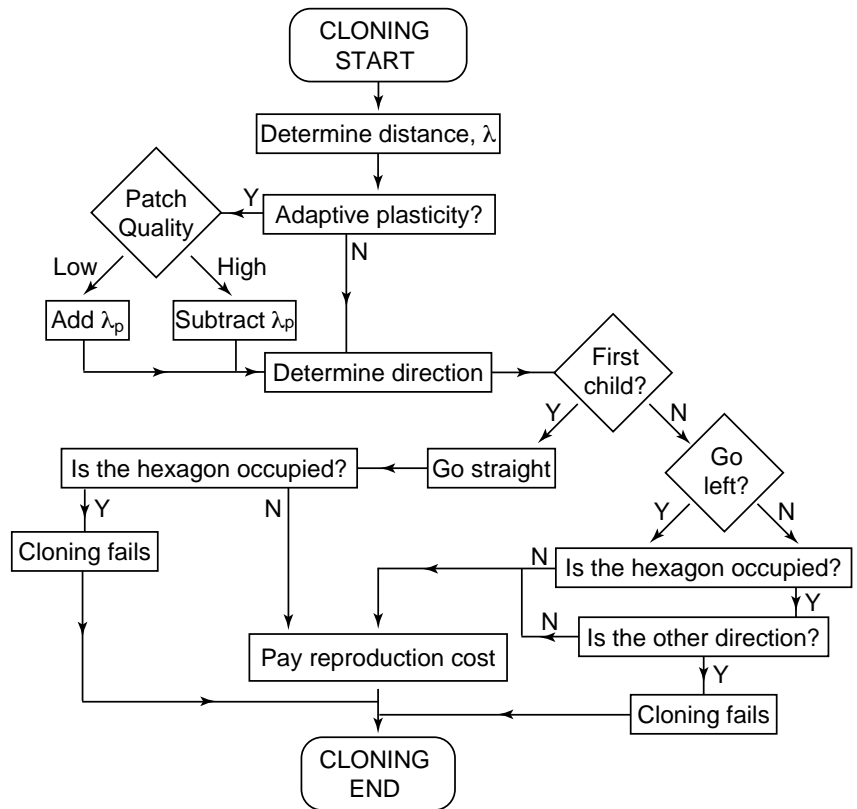 CLONING
START
Determine distance, λ
Patch
Quality
Y
Adaptive plasticity?
N
Low
High
Add λp
Subtract λp
Determine direction
First
child?
Y
N
Is the hexagon occupied?
Go straight
Go
left?
Y
N
Y
N
Cloning fails
N
Is the hexagon occupied?
Y
N
Is the other direction?
Pay reproduction cost
Y
Cloning fails
CLONING
END